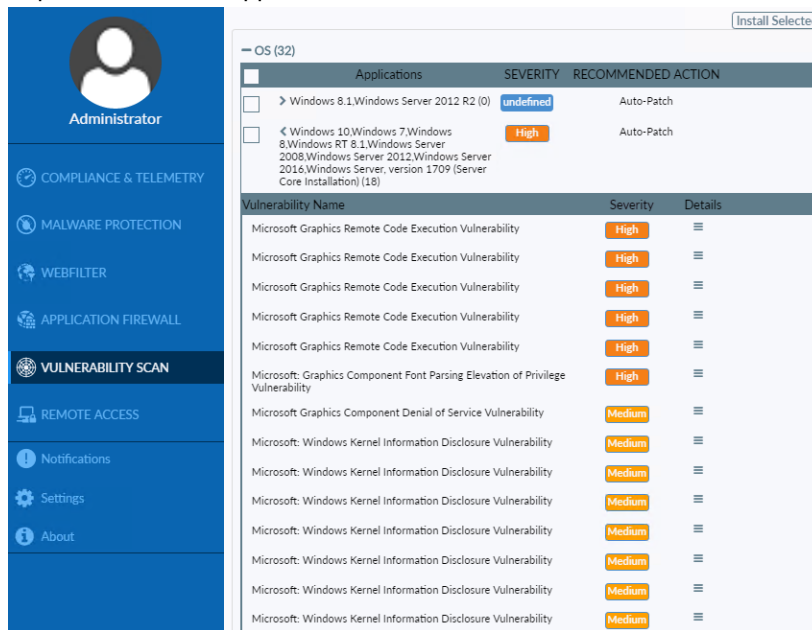 Install Selecte
OS (32)
Applications SEVERITY RECOMMENDED ACTION
Windows 8.1,Windows Server 2012 R2 (0) undefined Auto-Patch
Windows 10,Windows 7,Windows High Auto-Patch
8,Windows RT 8.1,Windows Server
2008,Windows Server 2012,Windows Server
2016,Windows Server, version 1709 (Server
Core Installation) (18)
Vulnerability Name Severity Details
Microsoft Graphics Remote Code Execution Vulnerability High
Microsoft Graphics Remote Code Execution Vulnerability High
Microsoft Graphics Remote Code Execution Vulnerability High
Microsoft Graphics Remote Code Execution Vulnerability High
Microsoft Graphics Remote Code Execution Vulnerability High
Microsoft: Graphics Component Font Parsing Elevation of Privilege High
Vulnerability
Microsoft Graphics Component Denial of Service Vulnerability Medium
Microsoft: Windows Kernel Information Disclosure Vulnerability Medium
Microsoft: Windows Kernel Information Disclosure Vulnerability Medium
Microsoft: Windows Kernel Information Disclosure Vulnerability Medium
Microsoft: Windows Kernel Information Disclosure Vulnerability Medium
Microsoft: Windows Kernel Information Disclosure Vulnerability Medium
Microsoft: Windows Kernel Information Disclosure Vulnerability Medium
Microsoft: Windows Kernel Information Disclosure Vulnerability Medium
Administrator
COMPLIANCE & TELEMETRY
MALWARE PROTECTION
WEBFILTER
APPLICATION FIREWALL
VULNERABILITY SCAN
REMOTE ACCESS
Notifications
Settings
About